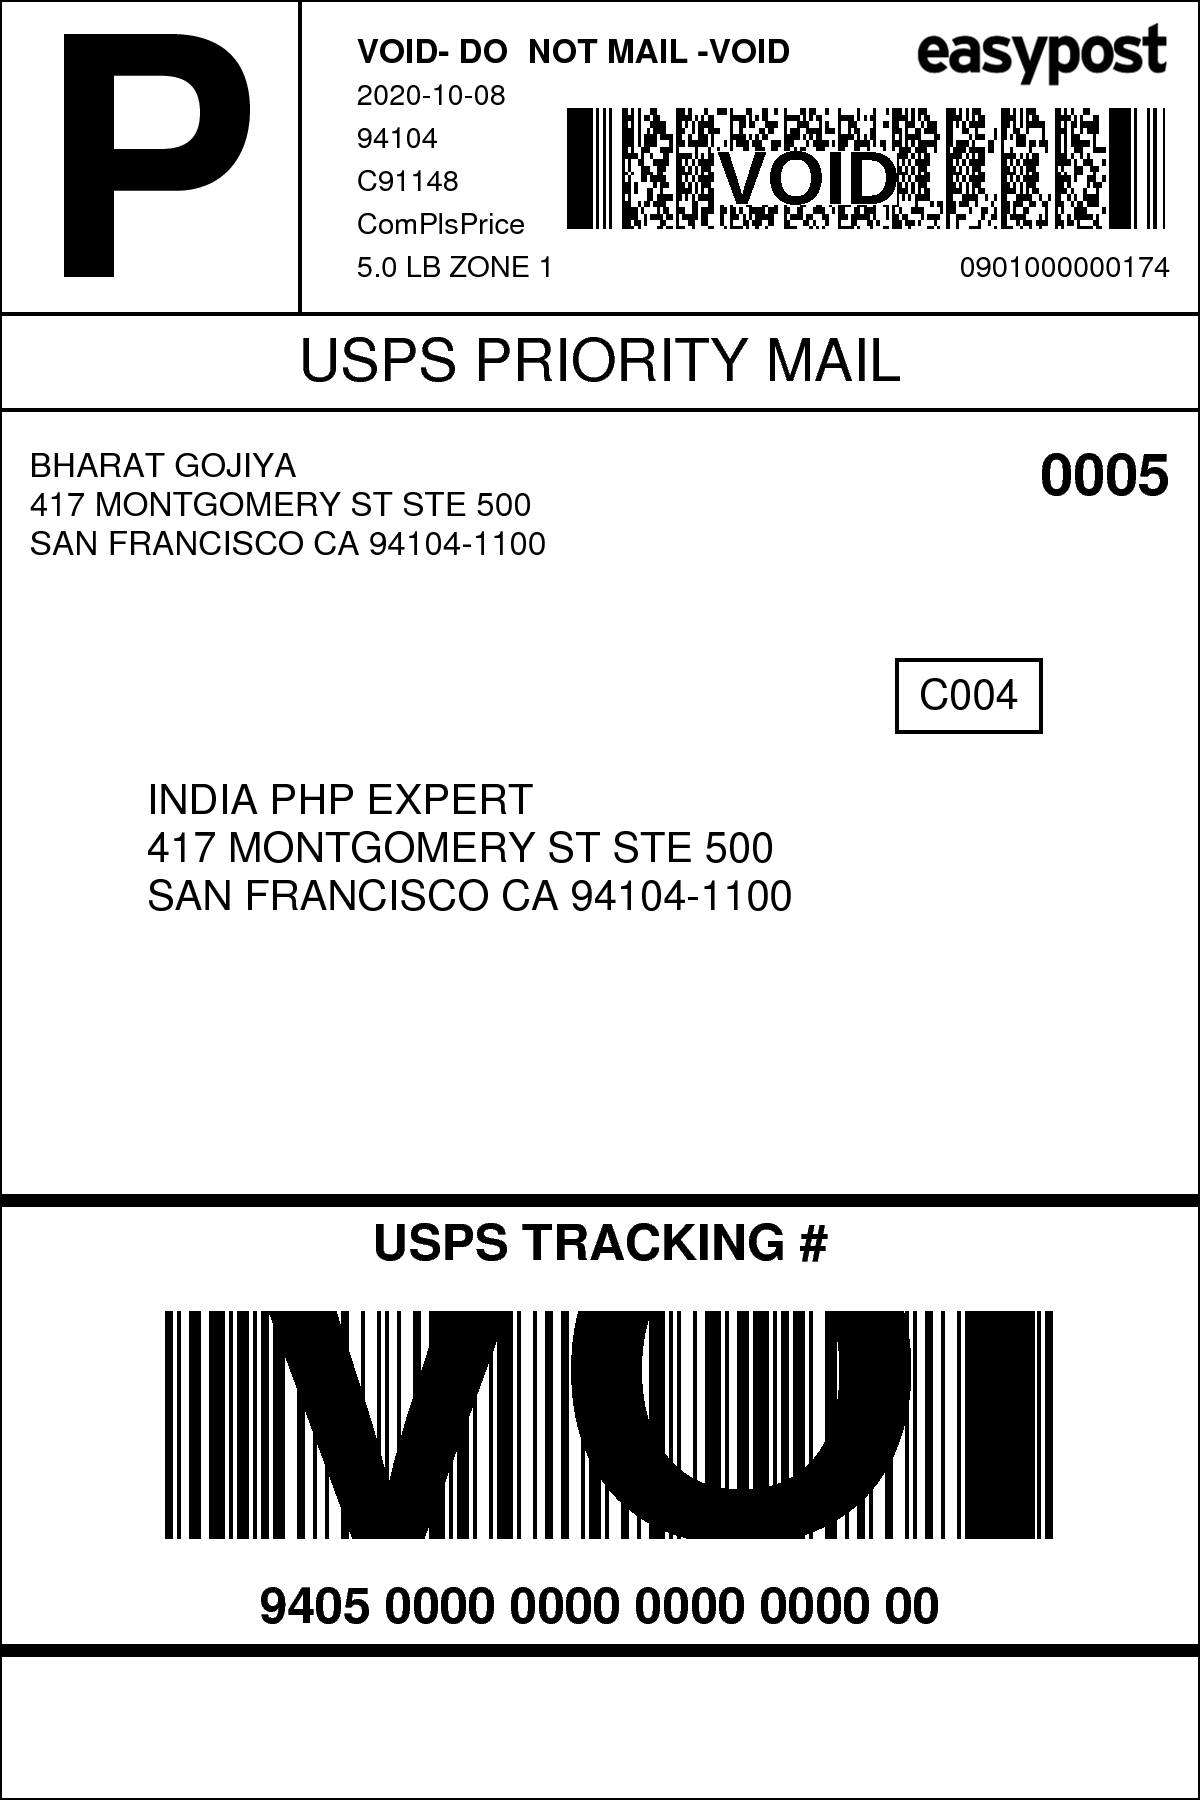 P
VOID- DO  NOT MAIL -VOID
easypost
2020-10-08
94104
C91148
ComPlsPrice
5.0 LB ZONE 1
VOID
0901000000174
USPS PRIORITY MAIL
BHARAT GOJIYA
417 MONTGOMERY ST STE 500
SAN FRANCISCO CA 94104-1100
0005
C004
INDIA PHP EXPERT
417 MONTGOMERY ST STE 500
SAN FRANCISCO CA 94104-1100
USPS TRACKING #
VO
9405 0000 0000 0000 0000 00